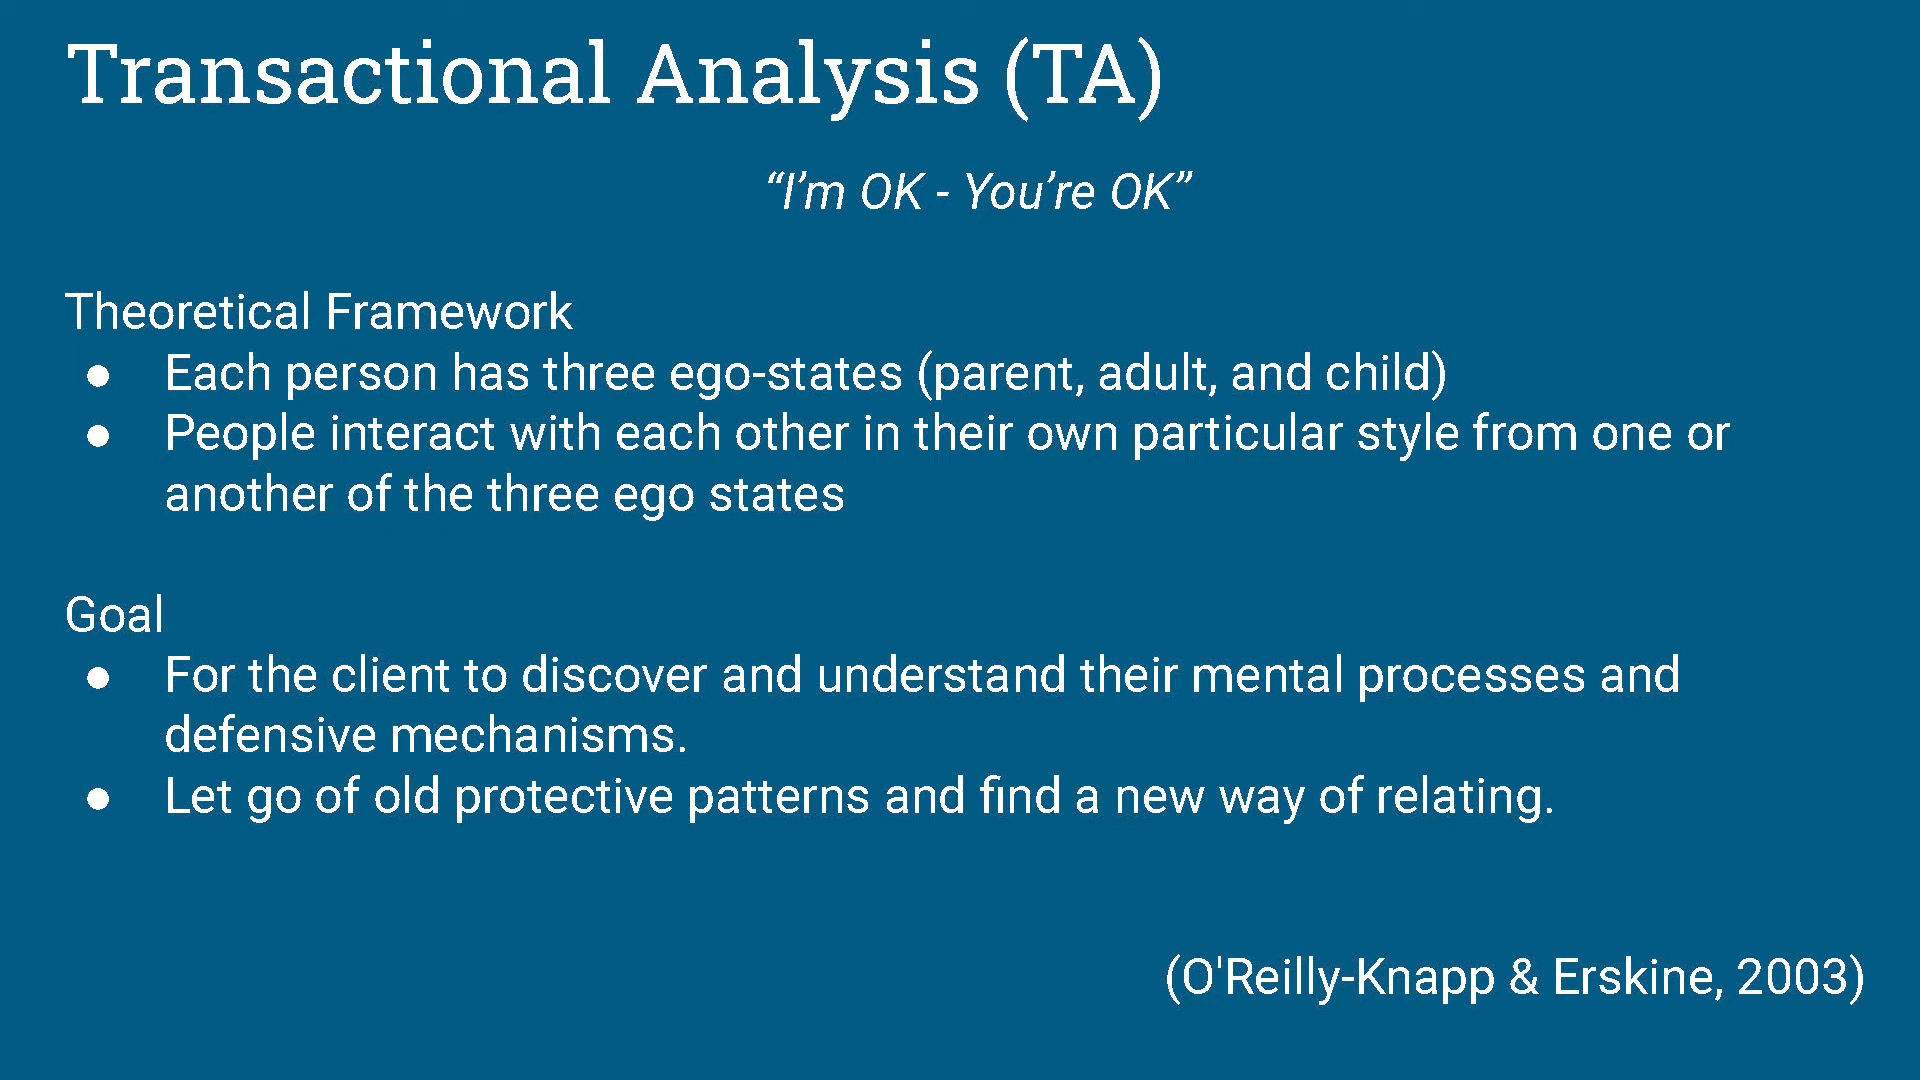 Transactional Analysis (TA)
“I’m OK - You’re OK”
Theoretical Framework
● Each person has three ego-states (parent, adult, and child)
● People interact with each other in their own particular style from one or
another of the three ego states
Goal
● For the client to discover and understand their mental processes and
defensive mechanisms.
● Let go of old protective patterns and find a new way of relating.
(O'Reilly-Knapp & Erskine, 2003)